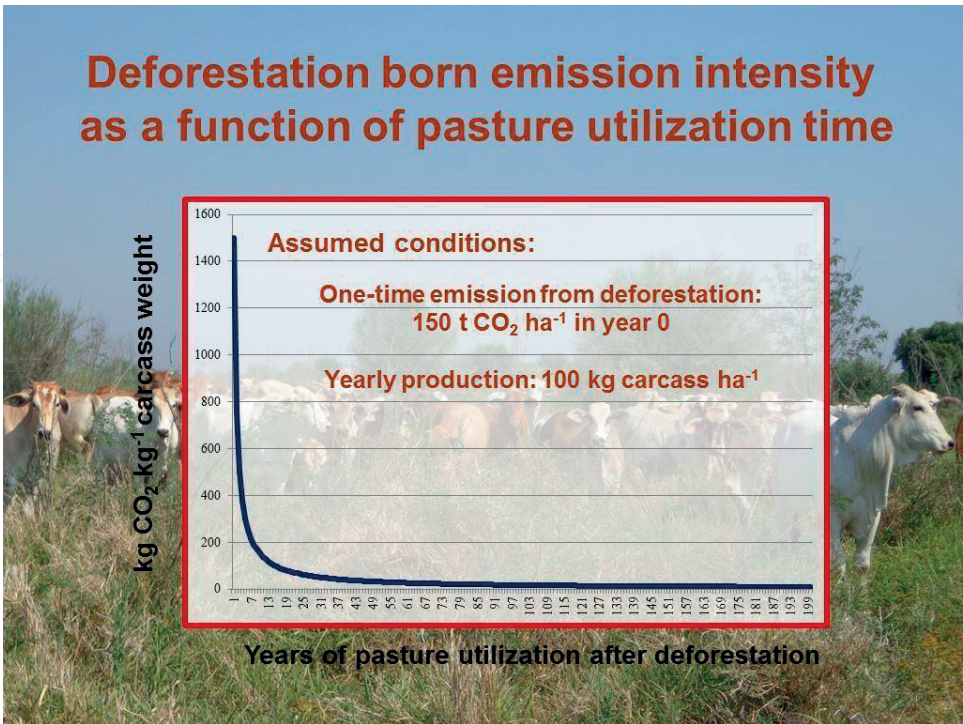 Deforestation born emission intensity
as a function of pasture utilization time
kg CO₂ kg⁻¹ carcass weight
1600
1400
1200
1000
800
600
400
200
0
Assumed conditions:
One-time emission from deforestation:
150 t CO₂ ha⁻¹ in year 0
Yearly production: 100 kg carcass ha⁻¹
1 7 13 19 25 31 37 43 49 55 61 67 73 79 85 91 97 103 109 115 121 127 133 139 145 151 157 163 169 175 181 187 193 199
Years of pasture utilization after deforestation